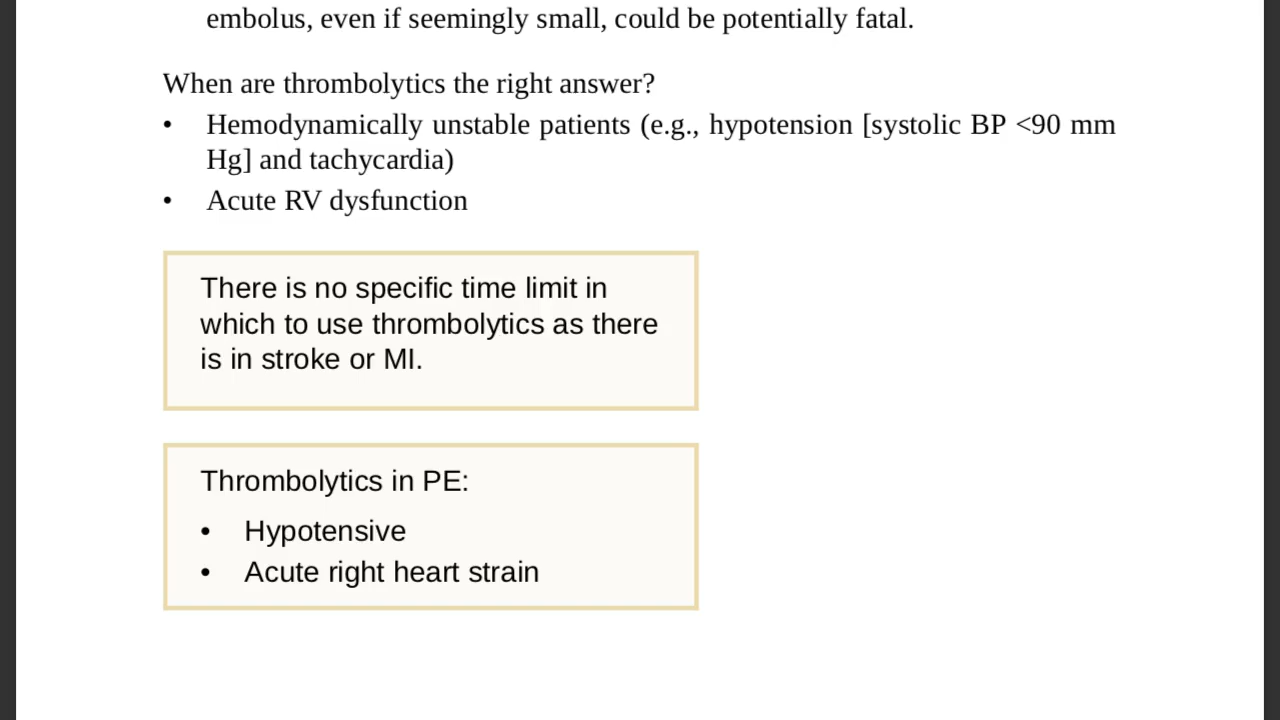 embolus, even if seemingly small, could be potentially fatal.
When are thrombolytics the right answer?
• Hemodynamically unstable patients (e.g., hypotension [systolic BP <90 mm
Hg] and tachycardia)
• Acute RV dysfunction
There is no specific time limit in
which to use thrombolytics as there
is in stroke or MI.
Thrombolytics in PE:
• Hypotensive
• Acute right heart strain